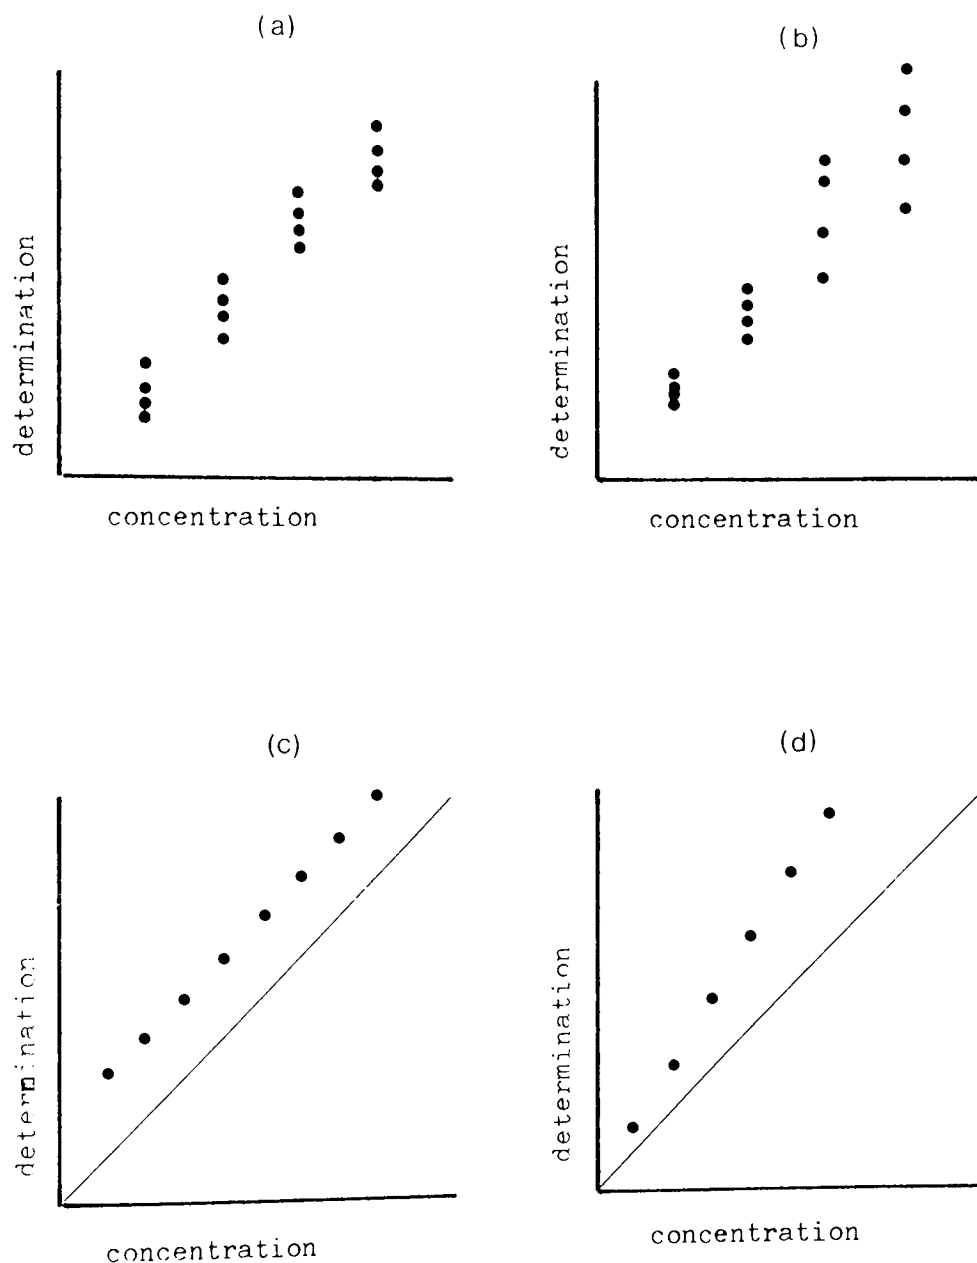 (a)
(b)
determination
concentration
determination
concentration
(c)
(d)
determination
concentration
determination
concentration